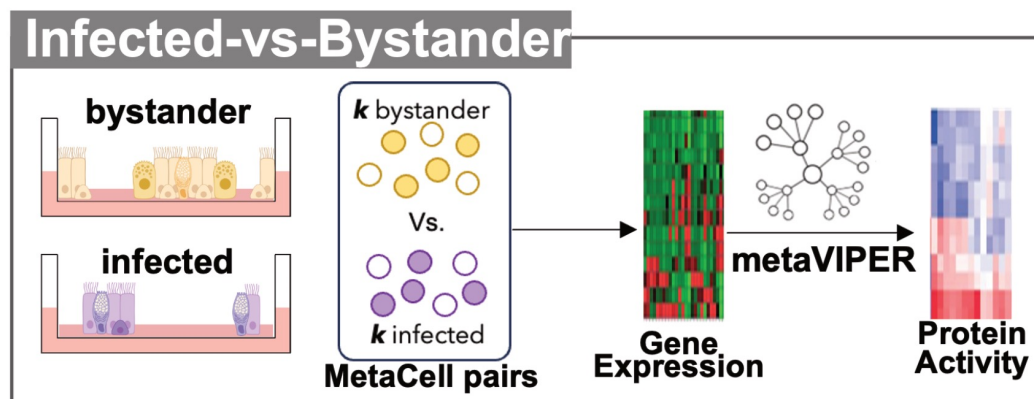 Infected-vs-Bystander
bystander
infected
k bystander
Vs.
k infected
MetaCell pairs
Gene
Expression
metaVIPER
Protein
Activity